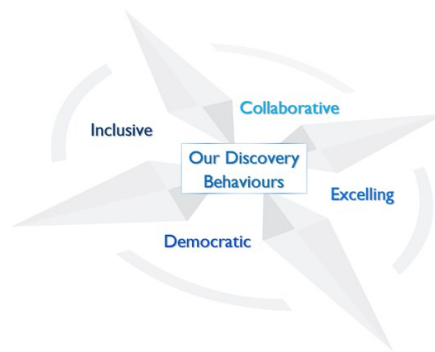 Collaborative
Inclusive
Our Discovery
Behaviours
Excelling
Democratic